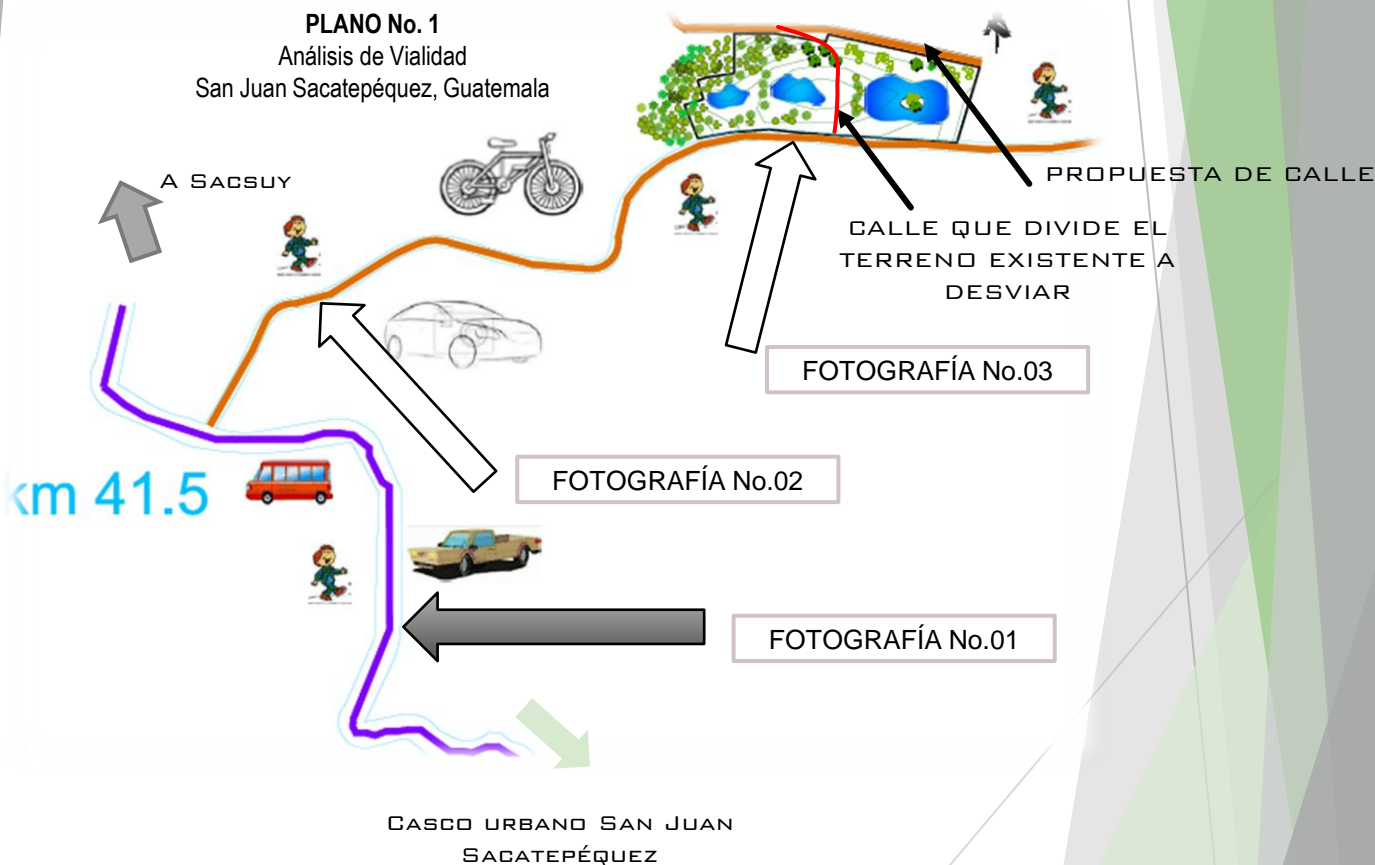 PLANO No. 1
Análisis de Vialidad
San Juan Sacatepéquez, Guatemala
A SACSUY
PROPUESTA DE CALLE
CALLE QUE DIVIDE EL
TERRENO EXISTENTE A
DESVIAR
FOTOGRAFÍA No.03
FOTOGRAFÍA No.02
km 41.5
FOTOGRAFÍA No.01
CASCO URBANO SAN JUAN
SACATEPÉQUEZ